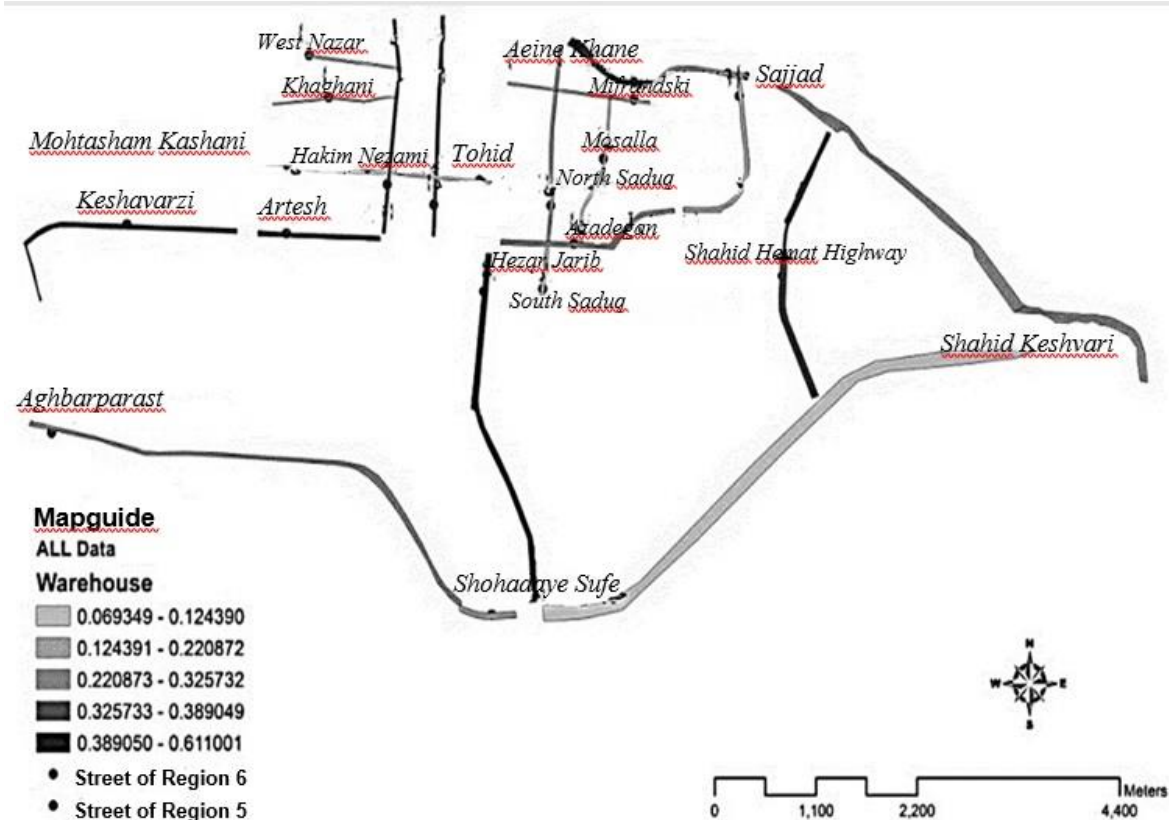 West Nazar
Aeine Khane
Khaghani
Mirfandski
Sajjad
Mohtasham Kashani
Hakim Nezami
Tohid
Mosalla
North Saduq
Keshavarzi
Artesh
Azadegan
Hezar Jarib
Shahid Hemat Highway
South Saduq
Shahid Keshvari
Aghbarparast
Shohadaye Sufe
Mapguide
ALL Data
Warehouse
0.069349 - 0.124390
0.124391 - 0.220872
0.220873 - 0.325732
0.325733 - 0.389049
0.389050 - 0.611001
Street of Region 6
Street of Region 5
N
W E
S
Meters
0 1,100 2,200 4,400